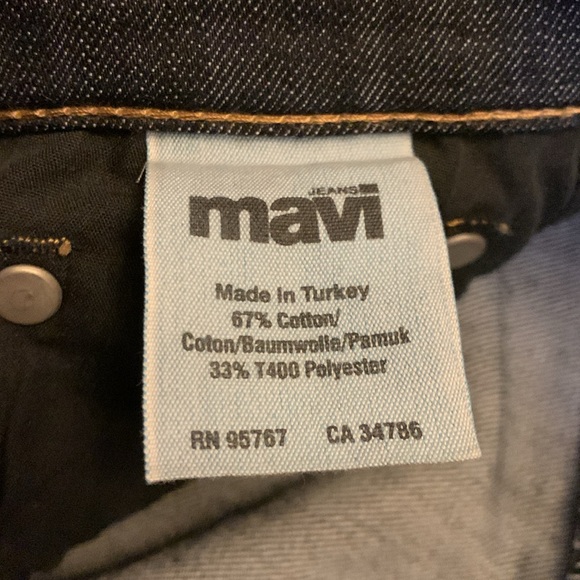 JEANS
mavi
Made in Turkey
67% Cotton/
Coton/Baumwolle/Pamuk
33% T400 Polyester
RN 95767 CA 34786